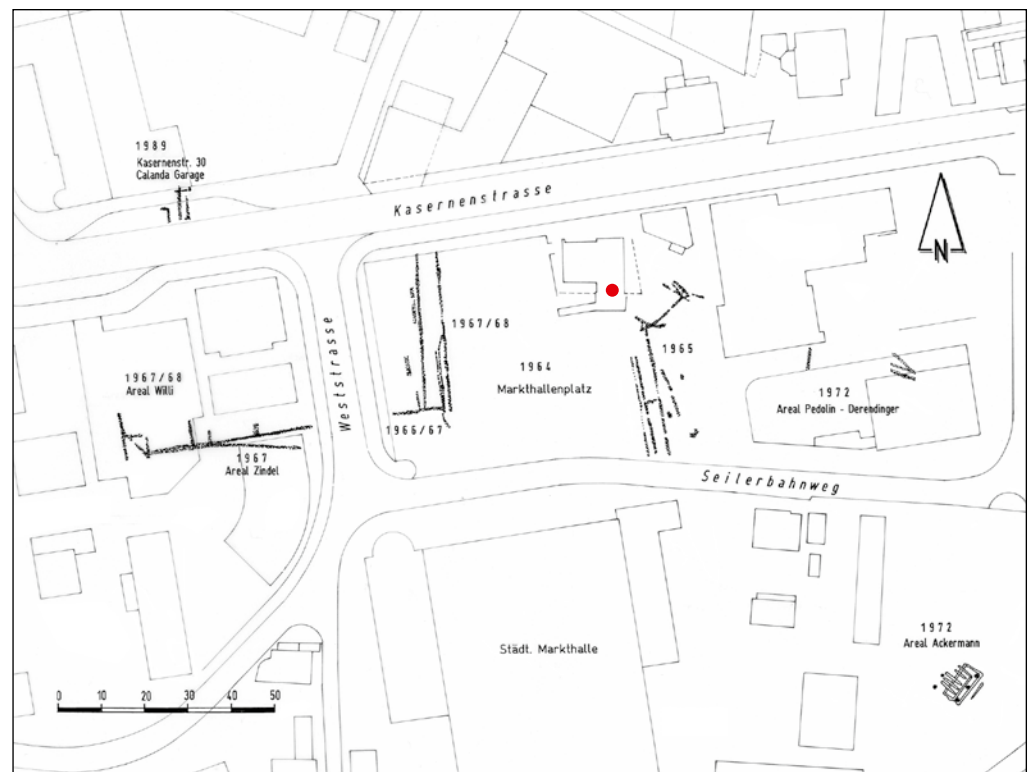 1989
Kasernenstr. 30
Calanda Garage
Kasernenstrasse
N
Weststrasse
1967/68
1965
1964
Markthallenplatz
1967/68
Areal Willi
1972
Areal Pedolin - Derendinger
1966/67
1967
Areal Zindel
Seilerbahnweg
1972
Areal Ackermann
Städt. Markthalle
0 10 20 30 40 50